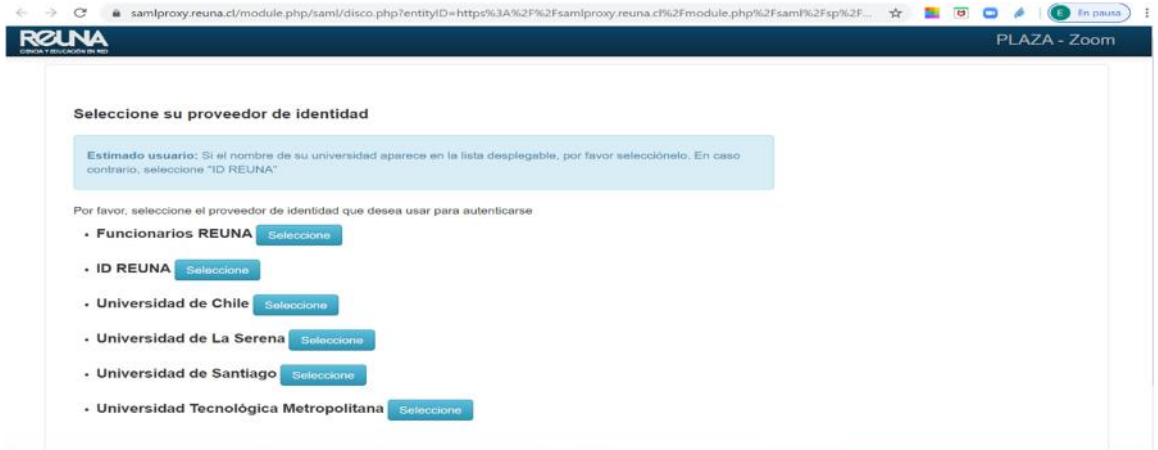 samlproxy.reuna.cl/module.php/saml/disco.php?entityID=https%3A%2F%2Fsamlproxy.reuna.cl%2Fmodule.php%2Fsaml%2Fsp%2F...
E En pausa
REUNA
CIENCIA Y EDUCACIÓN EN RED
PLAZA - Zoom
Seleccione su proveedor de identidad
Estimado usuario: Si el nombre de su universidad aparece en la lista desplegable, por favor selecciónelo. En caso
contrario, seleccione "ID REUNA"
Por favor, seleccione el proveedor de identidad que desea usar para autenticarse
• Funcionarios REUNA Seleccione
• ID REUNA Seleccione
• Universidad de Chile Seleccione
• Universidad de La Serena Seleccione
• Universidad de Santiago Seleccione
• Universidad Tecnológica Metropolitana Seleccione